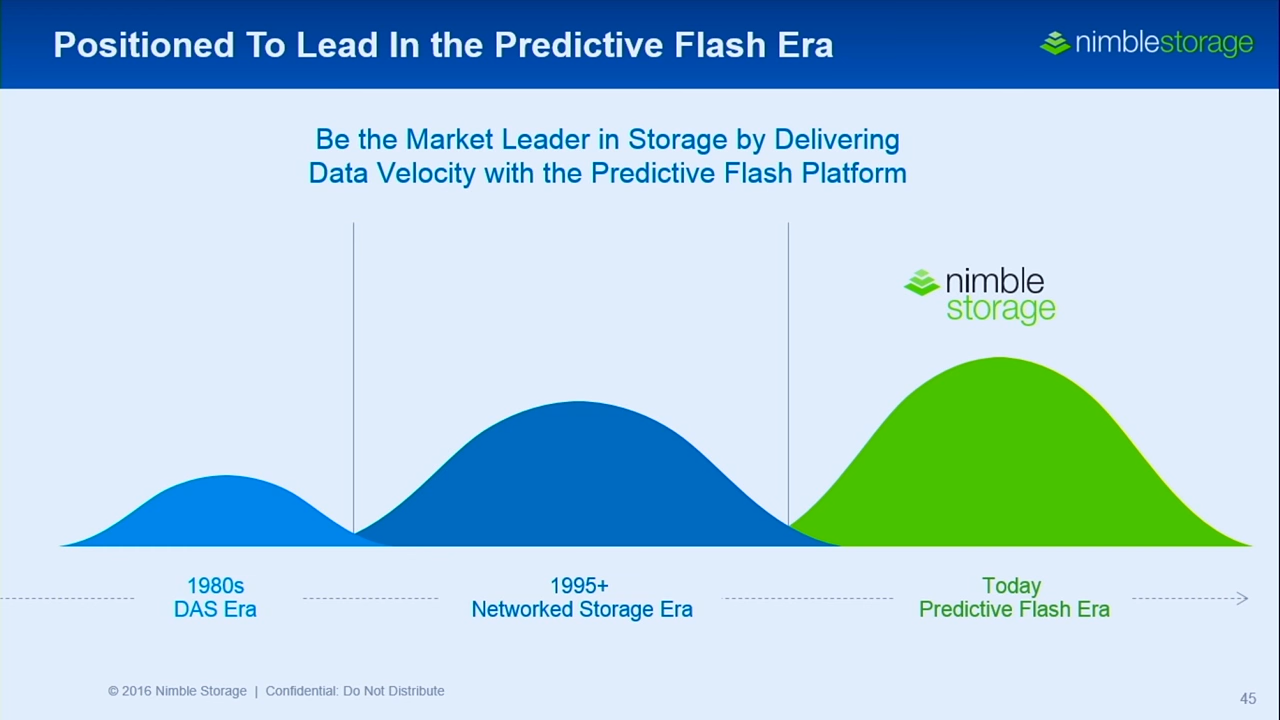 Positioned To Lead In the Predictive Flash Era
nimblestorage
Be the Market Leader in Storage by Delivering
Data Velocity with the Predictive Flash Platform
nimble
storage
1980s
DAS Era
1995+
Networked Storage Era
Today
Predictive Flash Era
© 2016 Nimble Storage | Confidential: Do Not Distribute
45